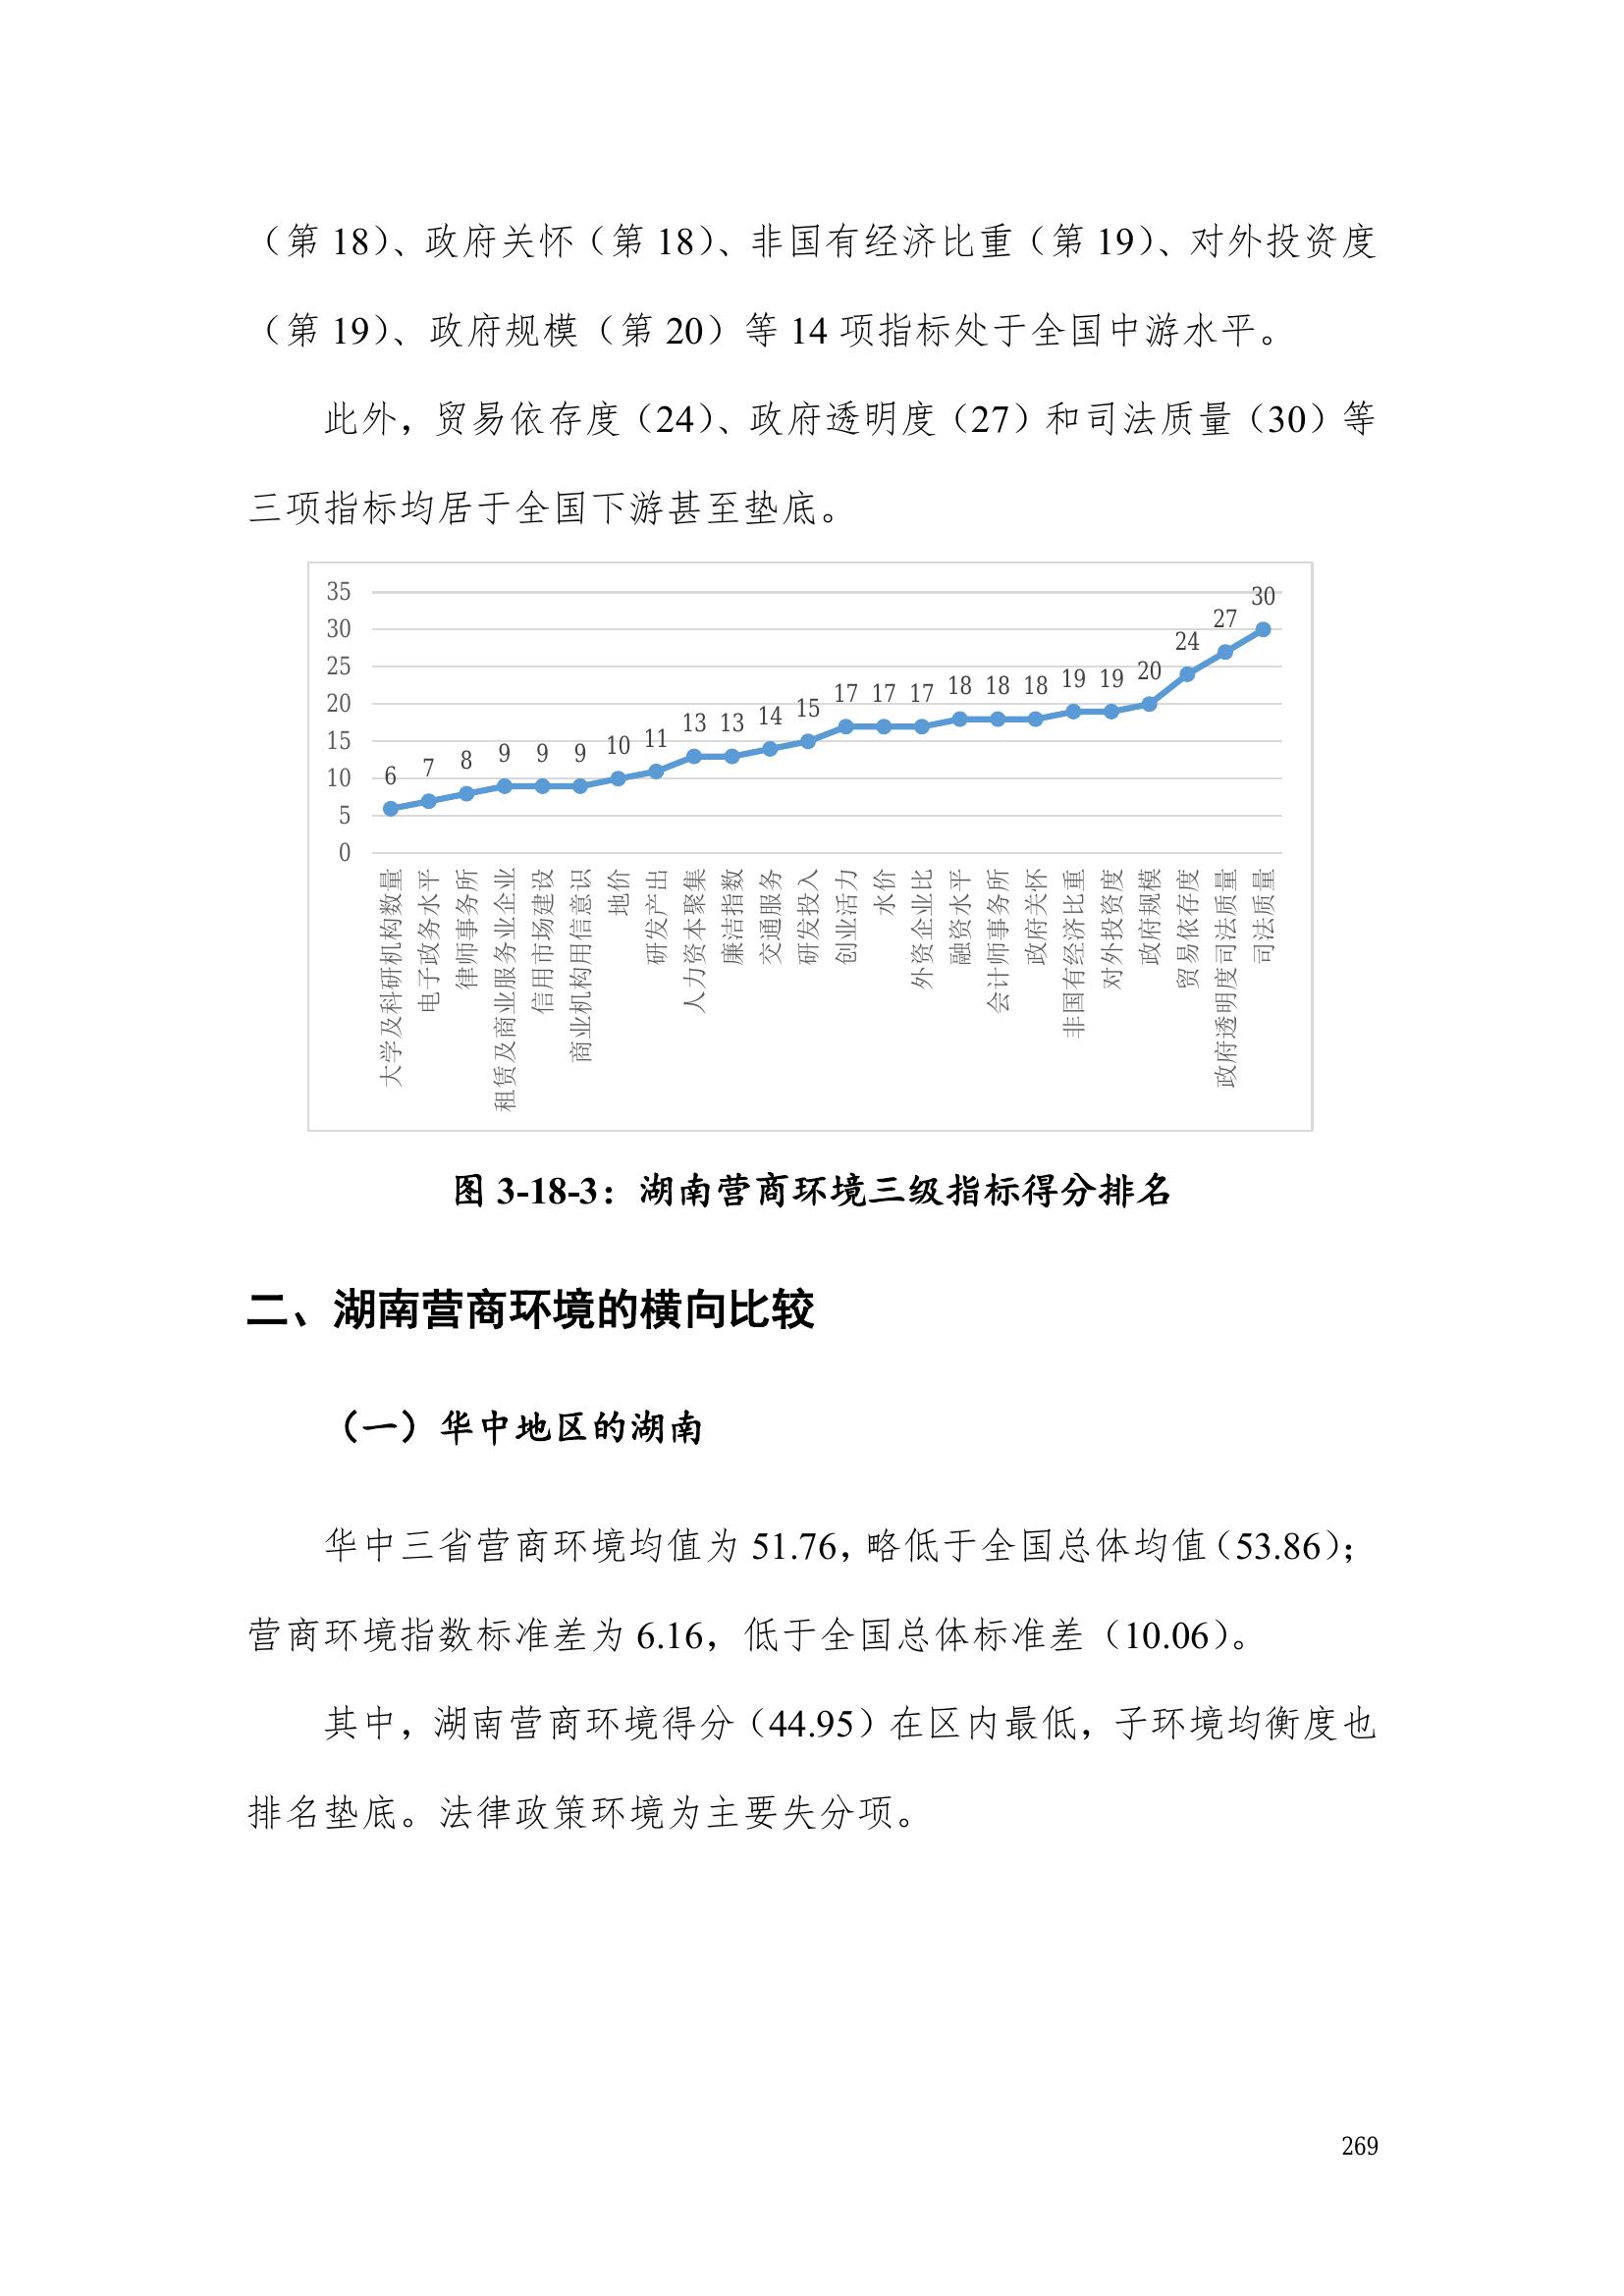 （第 18）、政府关怀（第 18）、非国有经济比重（第 19）、对外投资度
（第 19）、政府规模（第 20）等 14 项指标处于全国中游水平。
此外，贸易依存度（24）、政府透明度（27）和司法质量（30）等
三项指标均居于全国下游甚至垫底。
35
30
25
20
15
10
5
0
6 7 8 9 9 9 10 11 13 13 14 15 17 17 17 18 18 18 19 19 20 24 27 30
大学及科研机构数量
电子政务水平
律师事务所
租赁及商业服务业企业
信用市场建设
商业机构用信意识
地价
研发产出
人力资本聚集
廉洁指数
交通服务
研发投入
创业活力
水价
外资企业比
融资水平
会计师事务所
政府关怀
非国有经济比重
对外投资度
政府规模
贸易依存度
政府透明度司法质量
司法质量
图 3-18-3：湖南营商环境三级指标得分排名
二、湖南营商环境的横向比较
（一）华中地区的湖南
华中三省营商环境均值为 51.76，略低于全国总体均值（53.86）；
营商环境指数标准差为 6.16，低于全国总体标准差（10.06）。
其中，湖南营商环境得分（44.95）在区内最低，子环境均衡度也
排名垫底。法律政策环境为主要失分项。
269